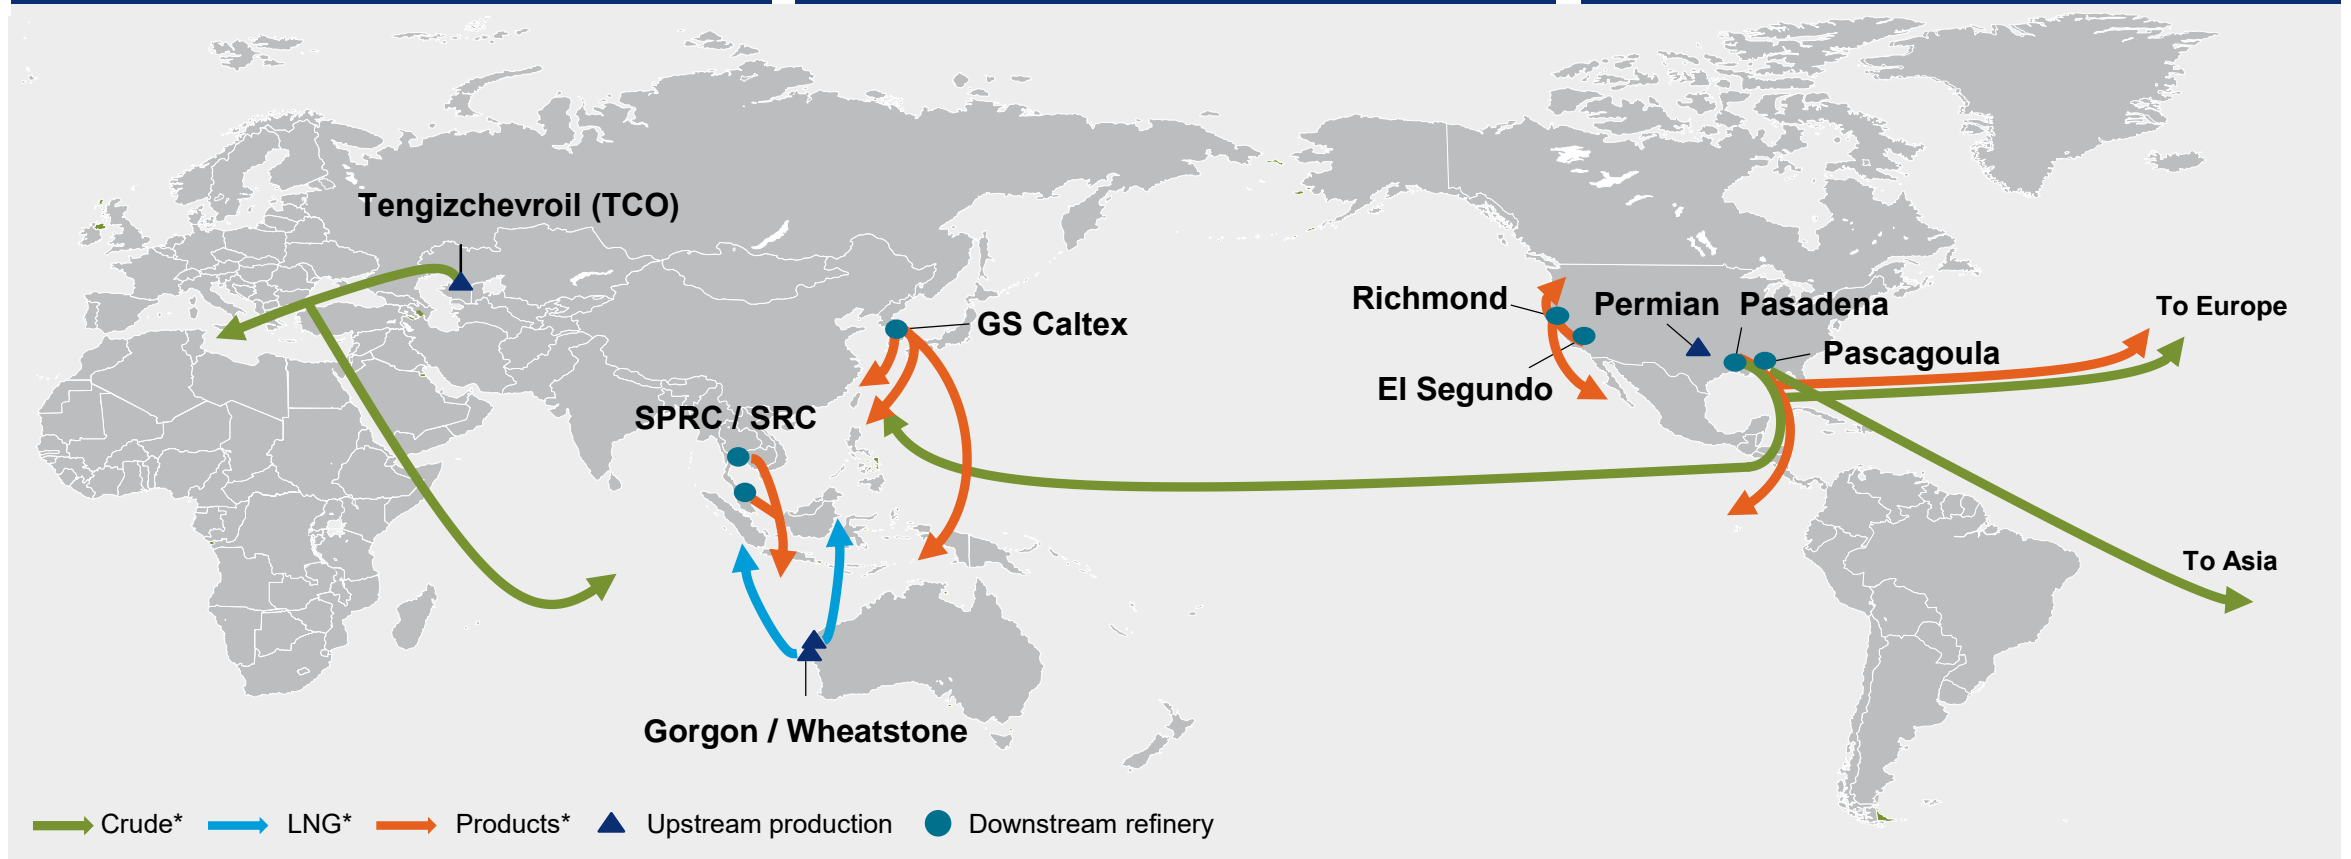 Tengizchevroil (TCO)
GS Caltex
SPRC / SRC
Gorgon / Wheatstone
Richmond
El Segundo
Permian
Pasadena
Pascagoula
To Europe
To Asia
Crude*
LNG*
Products*
Upstream production
Downstream refinery